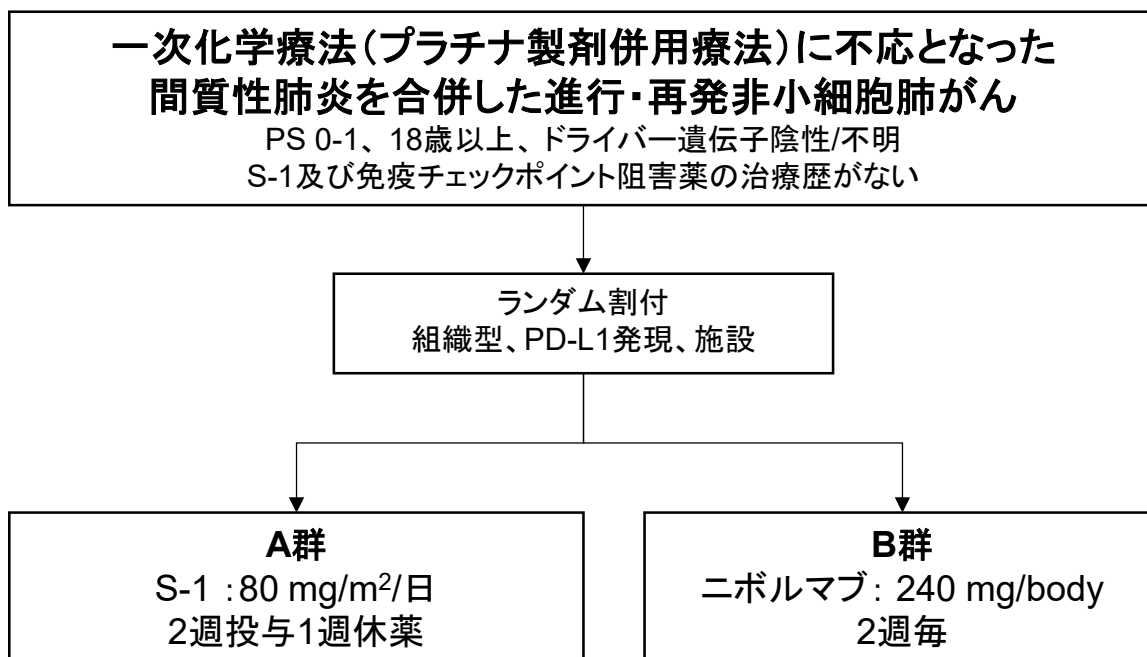 一次化学療法(プラチナ製剤併用療法)に不応となった
間質性肺炎を合併した進行・再発非小細胞肺がん
PS 0-1、18歳以上、ドライバー遺伝子陰性/不明
S-1及び免疫チェックポイント阻害薬の治療歴がない
ランダム割付
組織型、PD-L1発現、施設
A群
S-1 :80 mg/m²/日
2週投与1週休薬
B群
ニボルマブ: 240 mg/body
2週毎